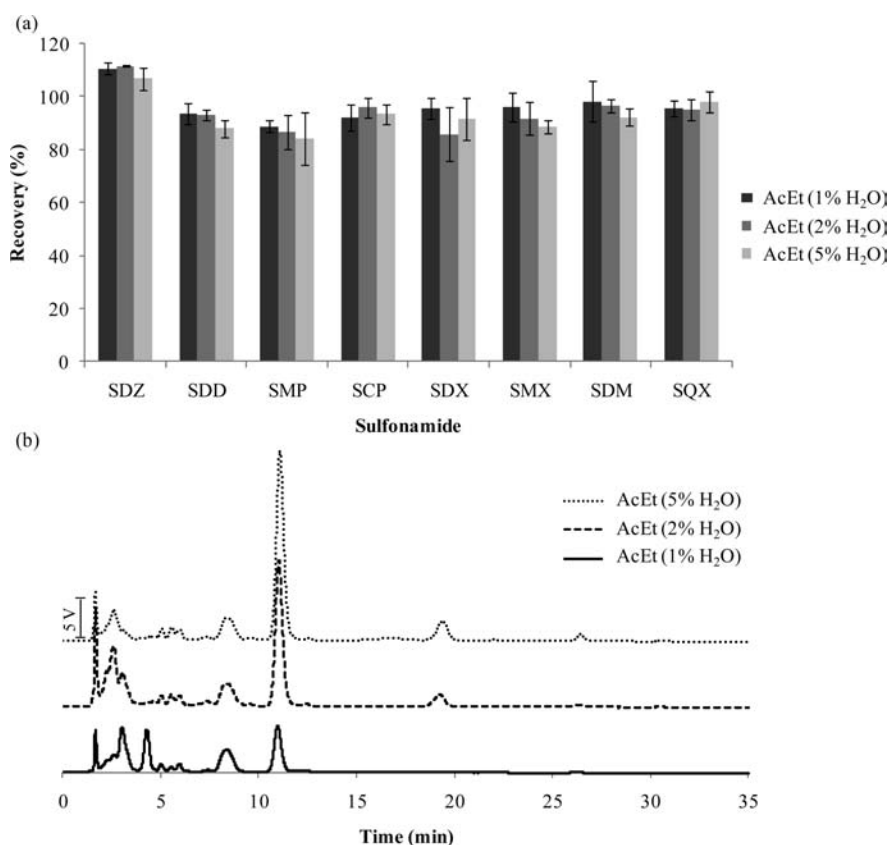 (a)
120
100
80
60
40
20
0
Recovery (%)
SDZ SDD SMP SCP SDX SMX SDM SQX
Sulfonamide
AcEt (1% H₂O)
AcEt (2% H₂O)
AcEt (5% H₂O)
(b)
AcEt (5% H₂O)
AcEt (2% H₂O)
AcEt (1% H₂O)
5 V
0 5 10 15 20 25 30 35
Time (min)